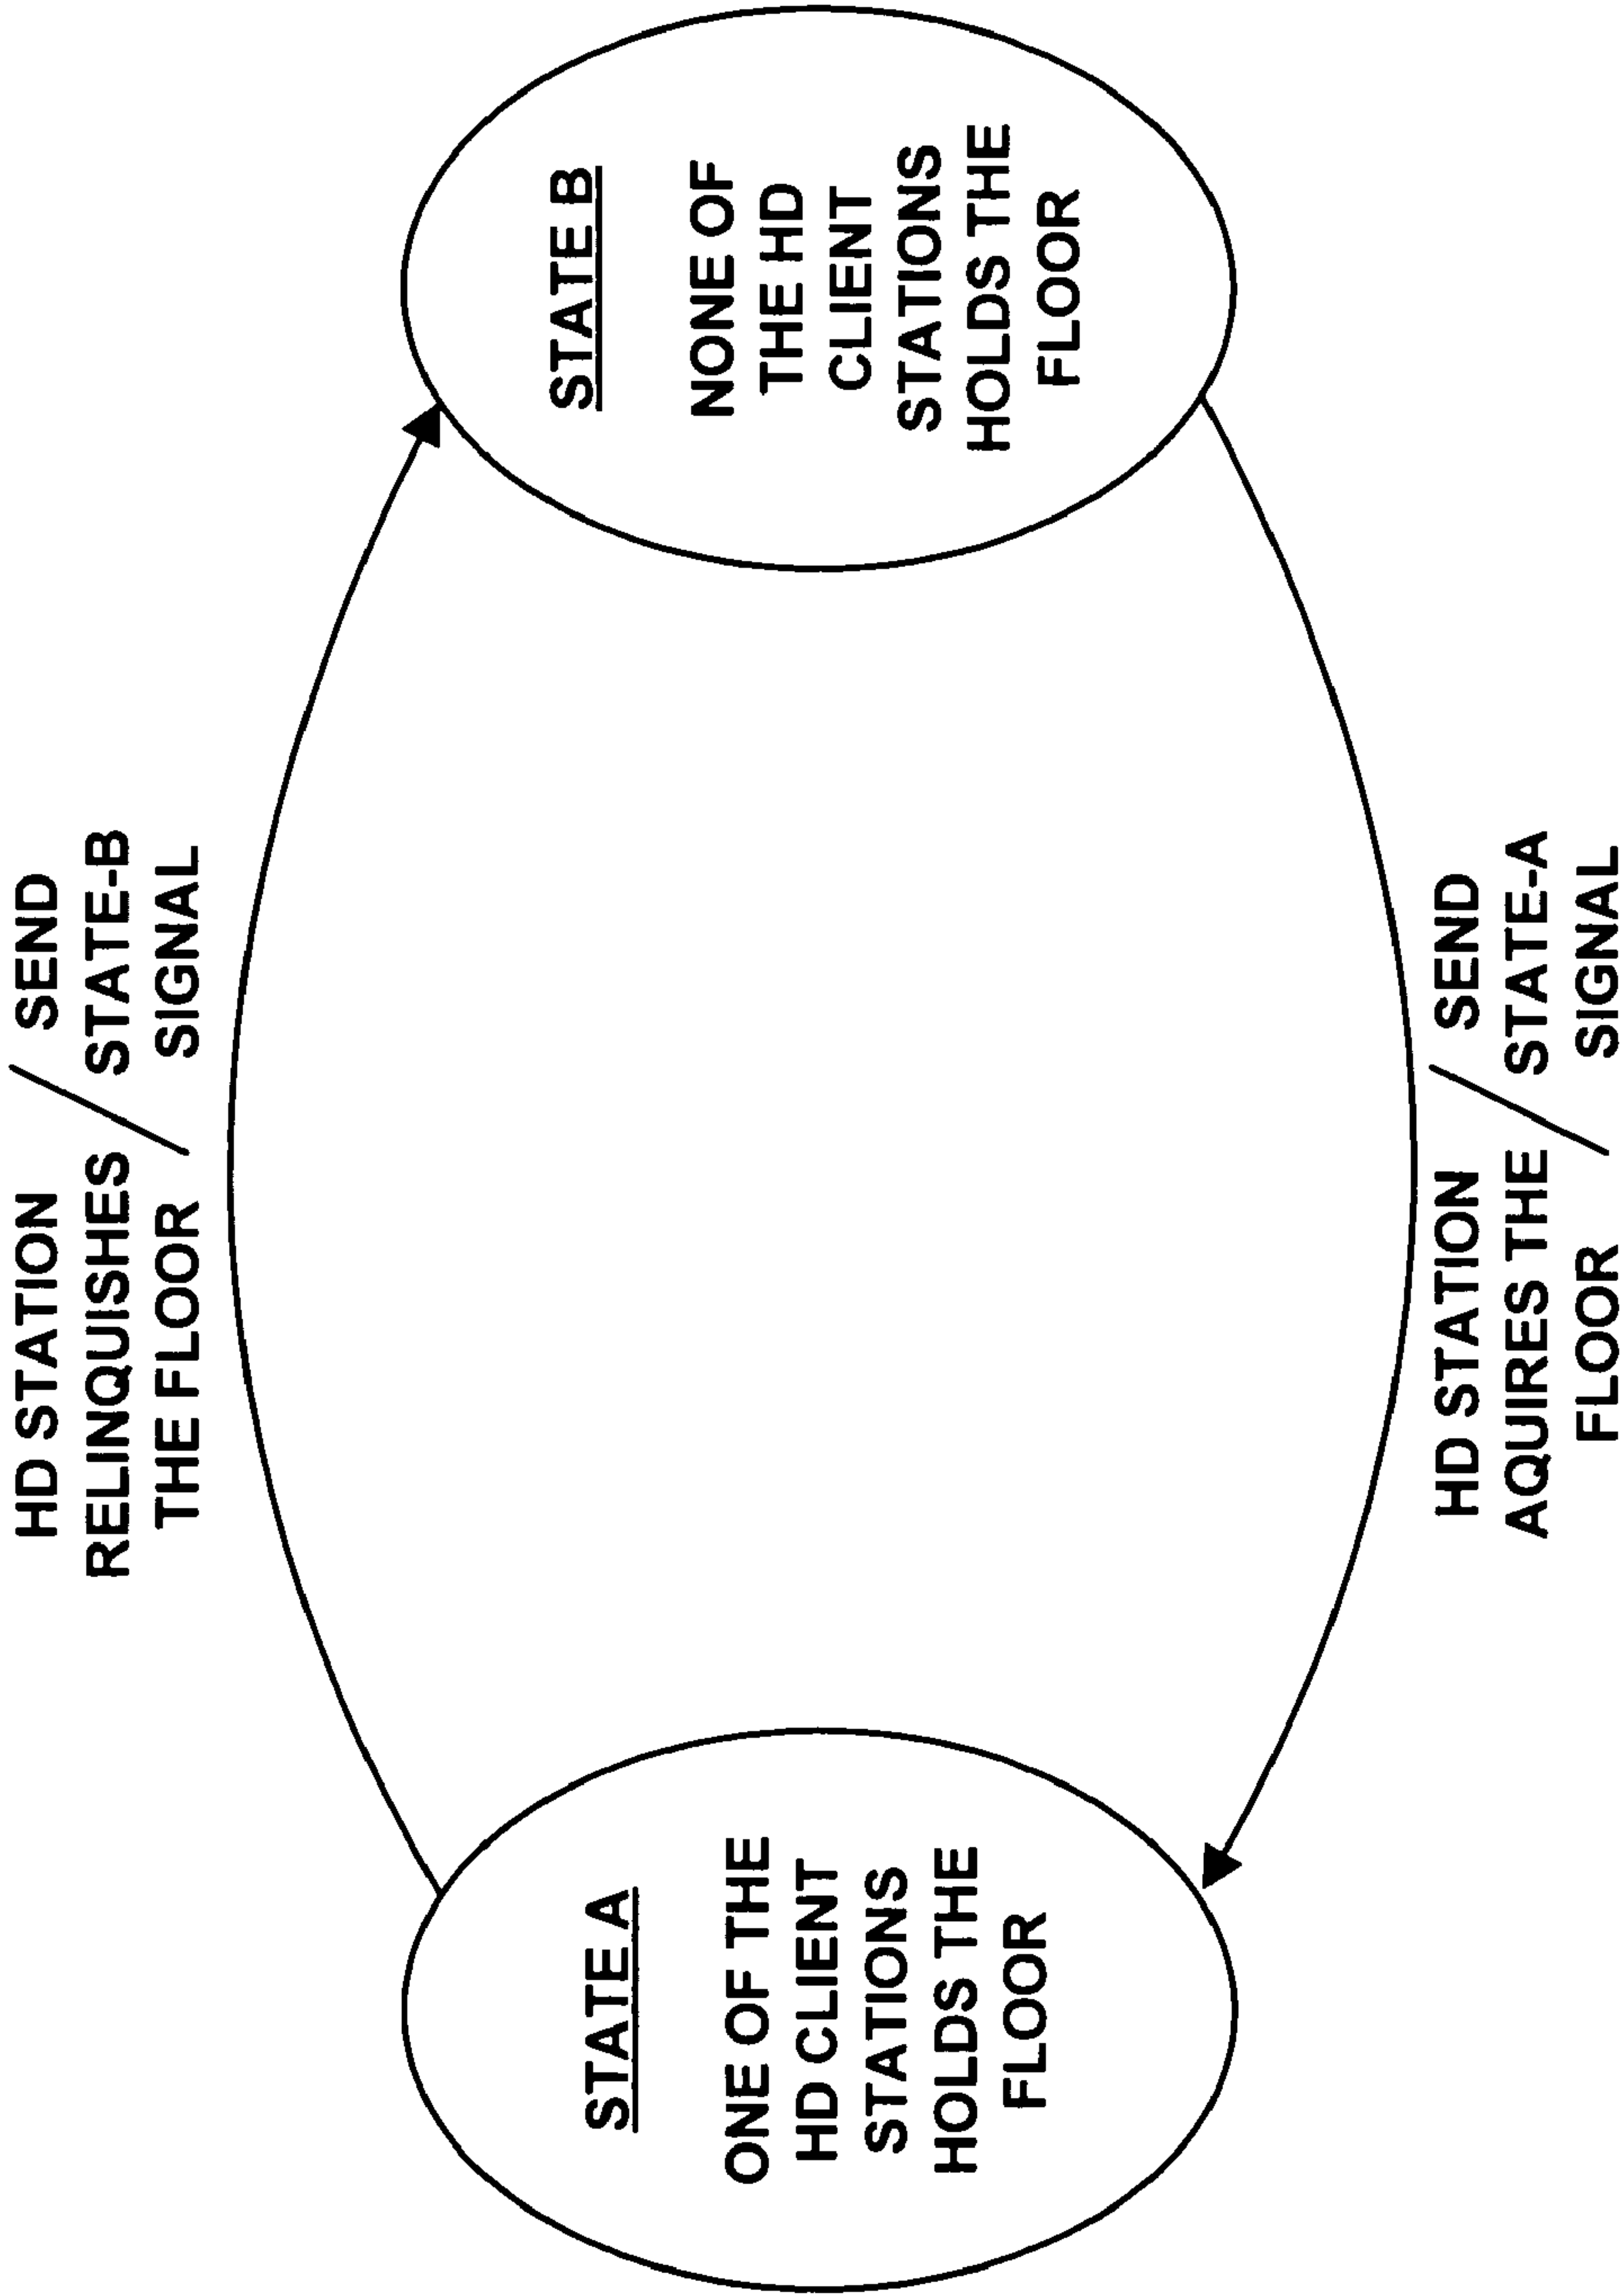 HD STATION / SEND
RELINQUISHES STATE-B
THE FLOOR SIGNAL
STATE A
ONE OF THE
HD CLIENT
STATIONS
HOLDS THE
FLOOR
STATE B
NONE OF
THE HD
CLIENT
STATIONS
HOLDS THE
FLOOR
HD STATION / SEND
AQUIRES THE STATE-A
FLOOR SIGNAL